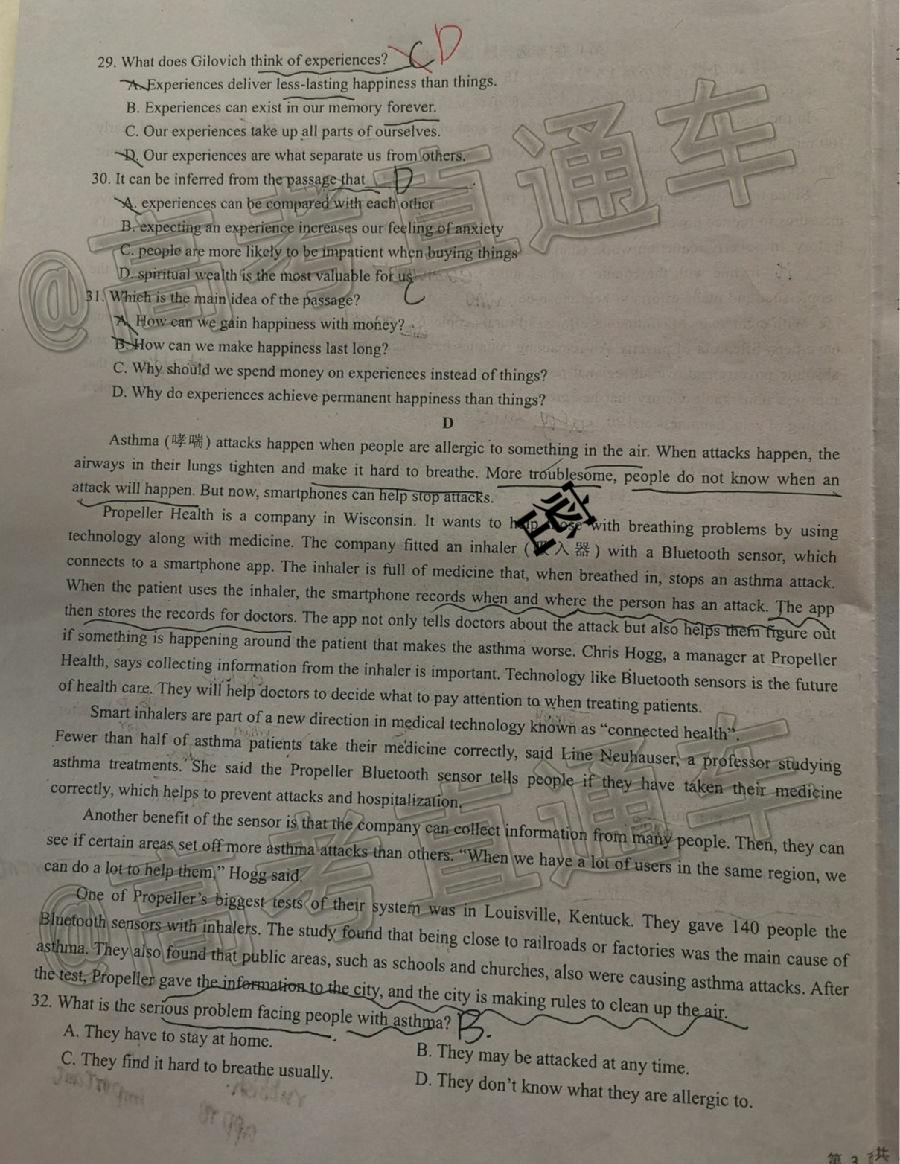 29. What does Gilovich think of experiences? C D
A. Experiences deliver less-lasting happiness than things.
B. Experiences can exist in our memory forever.
C. Our experiences take up all parts of ourselves.
D. Our experiences are what separate us from others.
30. It can be inferred from the passage that D .
A. experiences can be compared with each other
B. expecting an experience increases our feeling of anxiety
C. people are more likely to be impatient when buying things
D. spiritual wealth is the most valuable for us
31. Which is the main idea of the passage? C
A. How can we gain happiness with money?
B. How can we make happiness last long?
C. Why should we spend money on experiences instead of things?
D. Why do experiences achieve permanent happiness than things?
@高考直通车
D
Asthma (哮喘) attacks happen when people are allergic to something in the air. When attacks happen, the
airways in their lungs tighten and make it hard to breathe. More troublesome, people do not know when an
attack will happen. But now, smartphones can help stop attacks.
密
Propeller Health is a company in Wisconsin. It wants to help those with breathing problems by using
technology along with medicine. The company fitted an inhaler (入器) with a Bluetooth sensor, which
connects to a smartphone app. The inhaler is full of medicine that, when breathed in, stops an asthma attack.
When the patient uses the inhaler, the smartphone records when and where the person has an attack. The app
then stores the records for doctors. The app not only tells doctors about the attack but also helps them figure out
if something is happening around the patient that makes the asthma worse. Chris Hogg, a manager at Propeller
Health, says collecting information from the inhaler is important. Technology like Bluetooth sensors is the future
of health care. They will help doctors to decide what to pay attention to when treating patients.
Smart inhalers are part of a new direction in medical technology known as “connected health”.
Fewer than half of asthma patients take their medicine correctly, said Line Neuhauser, a professor studying
asthma treatments. She said the Propeller Bluetooth sensor tells people if they have taken their medicine
correctly, which helps to prevent attacks and hospitalization.
Another benefit of the sensor is that the company can collect information from many people. Then, they can
see if certain areas set off more asthma attacks than others. “When we have a lot of users in the same region, we
can do a lot to help them,” Hogg said.
One of Propeller’s biggest tests of their system was in Louisville, Kentuck. They gave 140 people the
Bluetooth sensors with inhalers. The study found that being close to railroads or factories was the main cause of
asthma. They also found that public areas, such as schools and churches, also were causing asthma attacks. After
the test, Propeller gave the information to the city, and the city is making rules to clean up the air.
@高考直通车
32. What is the serious problem facing people with asthma? B.
A. They have to stay at home.
B. They may be attacked at any time.
C. They find it hard to breathe usually.
D. They don’t know what they are allergic to.
第 3
共